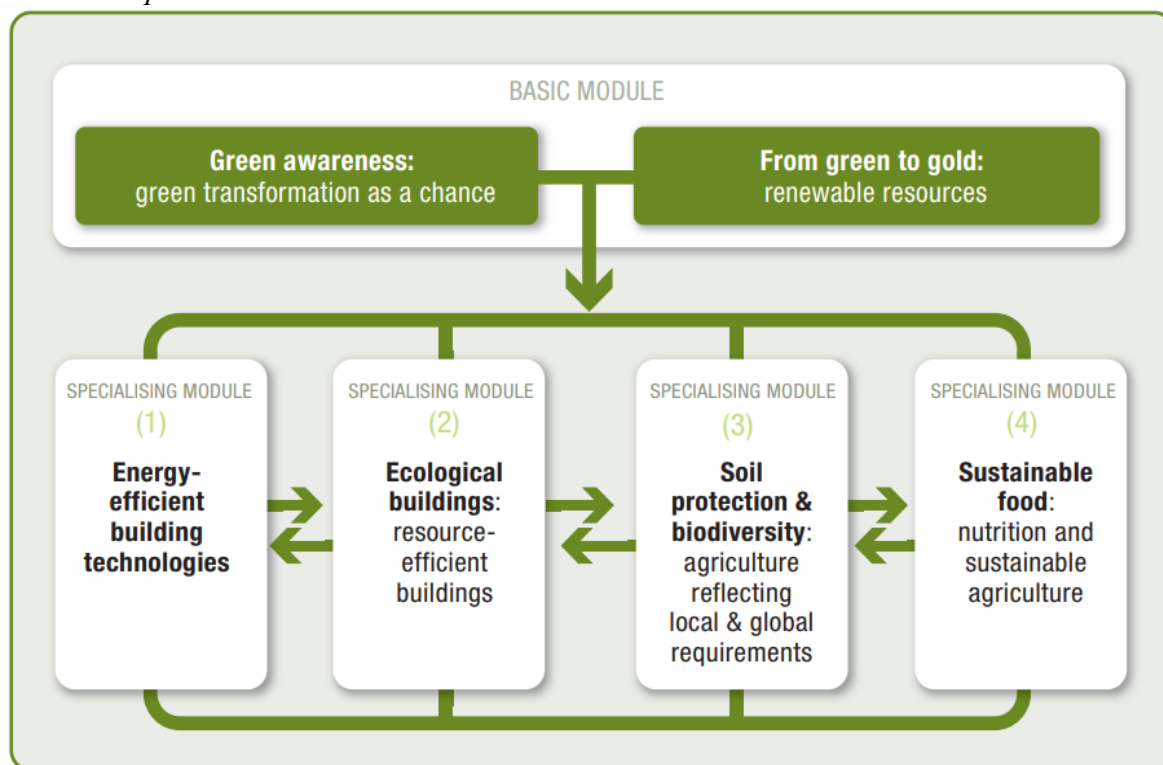 BASIC MODULE
Green awareness:
green transformation as a chance
From green to gold:
renewable resources
SPECIALISING MODULE
(1)
Energy-
efficient
building
technologies
SPECIALISING MODULE
(2)
Ecological
buildings:
resource-
efficient
buildings
SPECIALISING MODULE
(3)
Soil
protection &
biodiversity:
agriculture
reflecting
local & global
requirements
SPECIALISING MODULE
(4)
Sustainable
food:
nutrition and
sustainable
agriculture